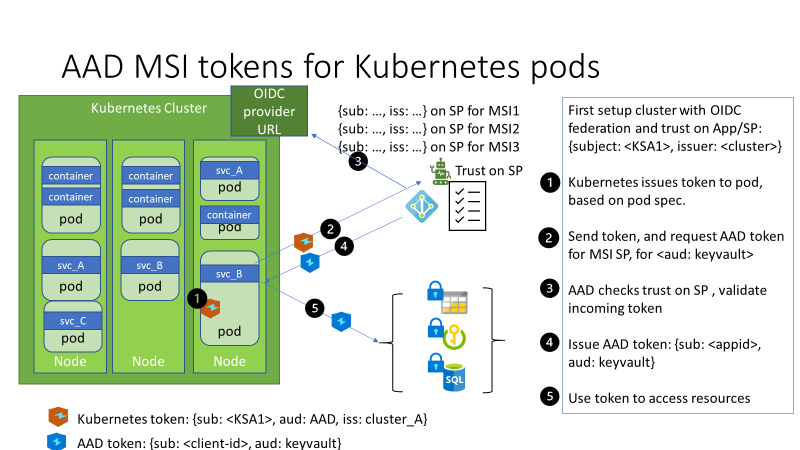 AAD MSI tokens for Kubernetes pods
Kubernetes Cluster
OIDC
provider
URL
{sub: ..., iss: ...} on SP for MSI1
{sub: ..., iss: ...} on SP for MSI2
{sub: ..., iss: ...} on SP for MSI3
3
Trust on SP
container
container
pod
svc_A
pod
svc_C
pod
Node
container
container
pod
svc_B
pod
Node
svc_A
pod
container
pod
svc_B
1
pod
Node
2
4
5
SQL
First setup cluster with OIDC
federation and trust on App/SP:
{subject: <KSA1>, issuer: <cluster>}
1 Kubernetes issues token to pod,
based on pod spec.
2 Send token, and request AAD token
for MSI SP, for <aud: keyvault>
3 AAD checks trust on SP , validate
incoming token
4 Issue AAD token: {sub: <appid>,
aud: keyvault}
5 Use token to access resources
Kubernetes token: {sub: <KSA1>, aud: AAD, iss: cluster_A}
AAD token: {sub: <client-id>, aud: keyvault}